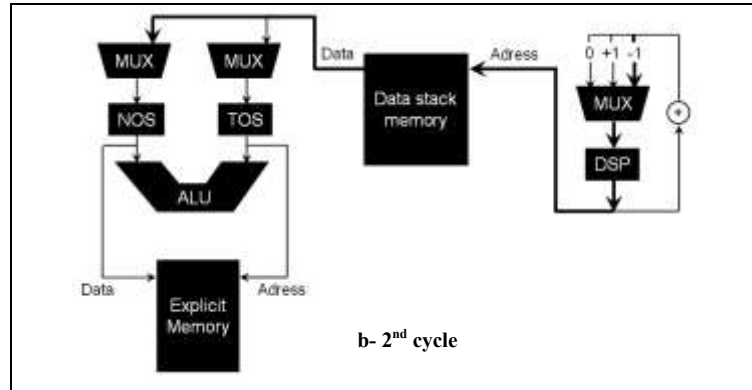 MUX
MUX
Data
Adress
0 +1 -1
MUX
Data stack
memory
NOS
TOS
+
DSP
ALU
Data
Adress
Explicit
Memory
b- 2nd cycle